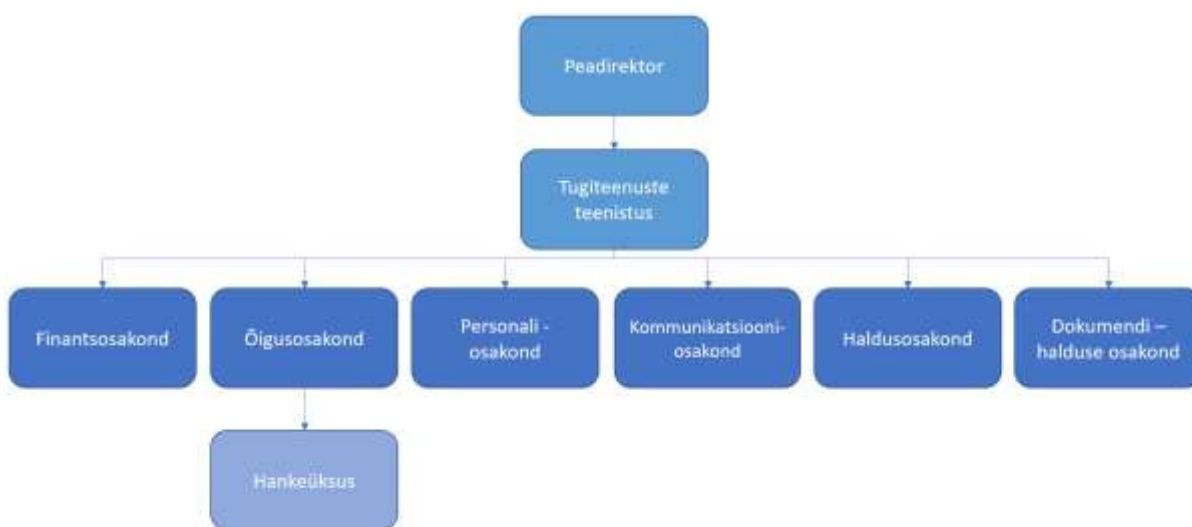 Peadirektor
Tugiteenuste
teenistus
Finantsosakond
Õigusosakond
Personali -
osakond
Kommunikatsiooni-
osakond
Haldusosakond
Dokumendi –
halduse osakond
Hankeüksus